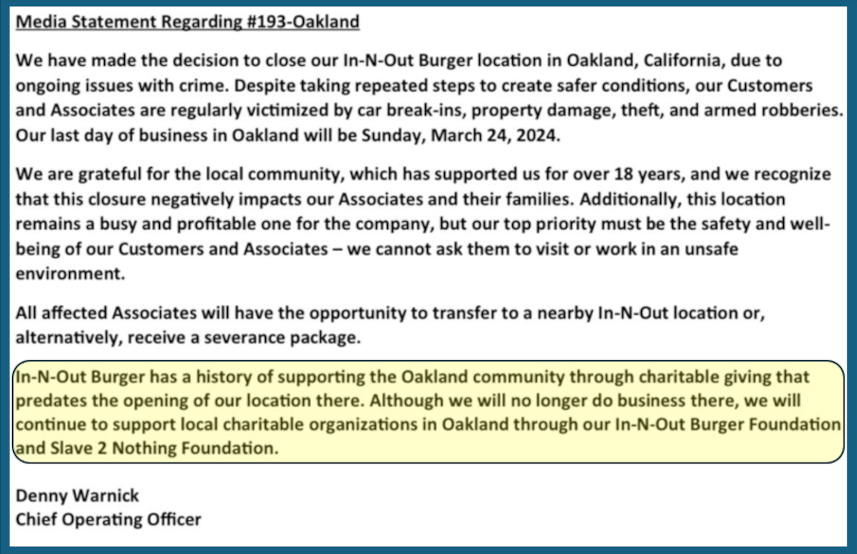 Media Statement Regarding #193-Oakland
We have made the decision to close our In-N-Out Burger location in Oakland, California, due to
ongoing issues with crime. Despite taking repeated steps to create safer conditions, our Customers
and Associates are regularly victimized by car break-ins, property damage, theft, and armed robberies.
Our last day of business in Oakland will be Sunday, March 24, 2024.
We are grateful for the local community, which has supported us for over 18 years, and we recognize
that this closure negatively impacts our Associates and their families. Additionally, this location
remains a busy and profitable one for the company, but our top priority must be the safety and well-
being of our Customers and Associates – we cannot ask them to visit or work in an unsafe
environment.
All affected Associates will have the opportunity to transfer to a nearby In-N-Out location or,
alternatively, receive a severance package.
In-N-Out Burger has a history of supporting the Oakland community through charitable giving that
predates the opening of our location there. Although we will no longer do business there, we will
continue to support local charitable organizations in Oakland through our In-N-Out Burger Foundation
and Slave 2 Nothing Foundation.
Denny Warnick
Chief Operating Officer